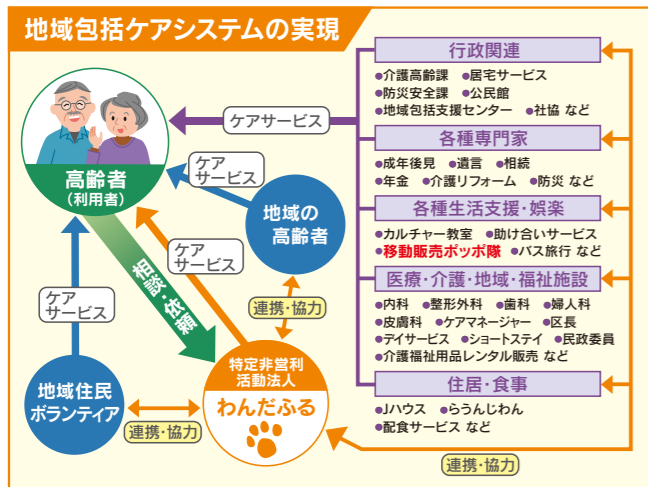 地域包括ケアシステムの実現
高齢者
(利用者)
ケアサービス
ケア
サービス
地域の
高齢者
ケア
サービス
相談・依頼
ケア
サービス
連携・協力
地域住民
ボランティア
連携・協力
特定非営利
活動法人
わんだふる
行政関連
●介護高齢課 ●居宅サービス
●防災安全課 ●公民館
●地域包括支援センター ●社協 など
各種専門家
●成年後見 ●遺言 ●相続
●年金 ●介護リフォーム ●防災 など
各種生活支援・娯楽
●カルチャー教室 ●助け合いサービス
●移動販売ポッポ隊 ●バス旅行 など
医療・介護・地域・福祉施設
●内科 ●整形外科 ●歯科 ●婦人科
●皮膚科 ●ケアマネージャー ●区長
●デイサービス ●ショートステイ ●民政委員
●介護福祉用品レンタル販売 など
住居・食事
●Jハウス ●らうんじわん
●配食サービス など
連携・協力